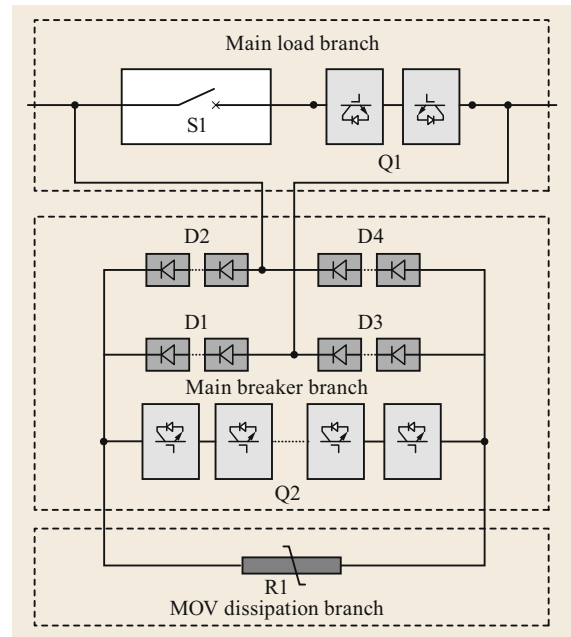 Main load branch
S1
Q1
D2
D4
D1
D3
Main breaker branch
Q2
R1
MOV dissipation branch